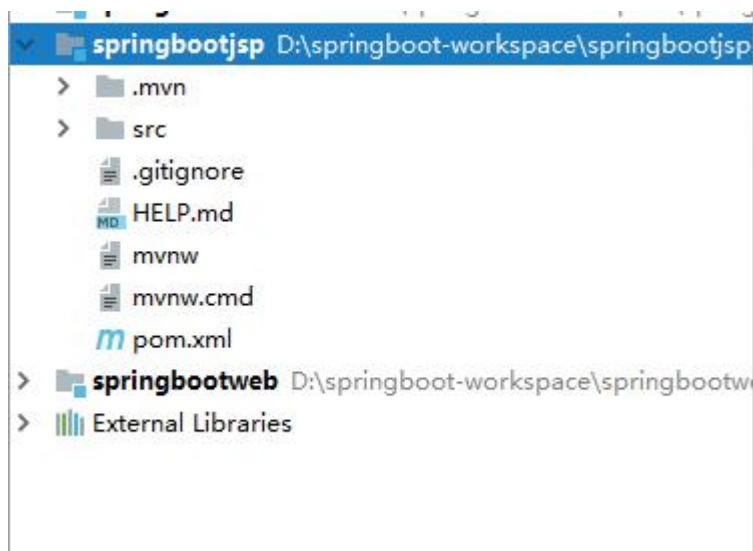 springbootjsp D:\springboot-workspace\springbootjsp
.mvn
src
.gitignore
MD HELP.md
mvnw
mvnw.cmd
m pom.xml
springbootweb D:\springboot-workspace\springbootw
External Libraries